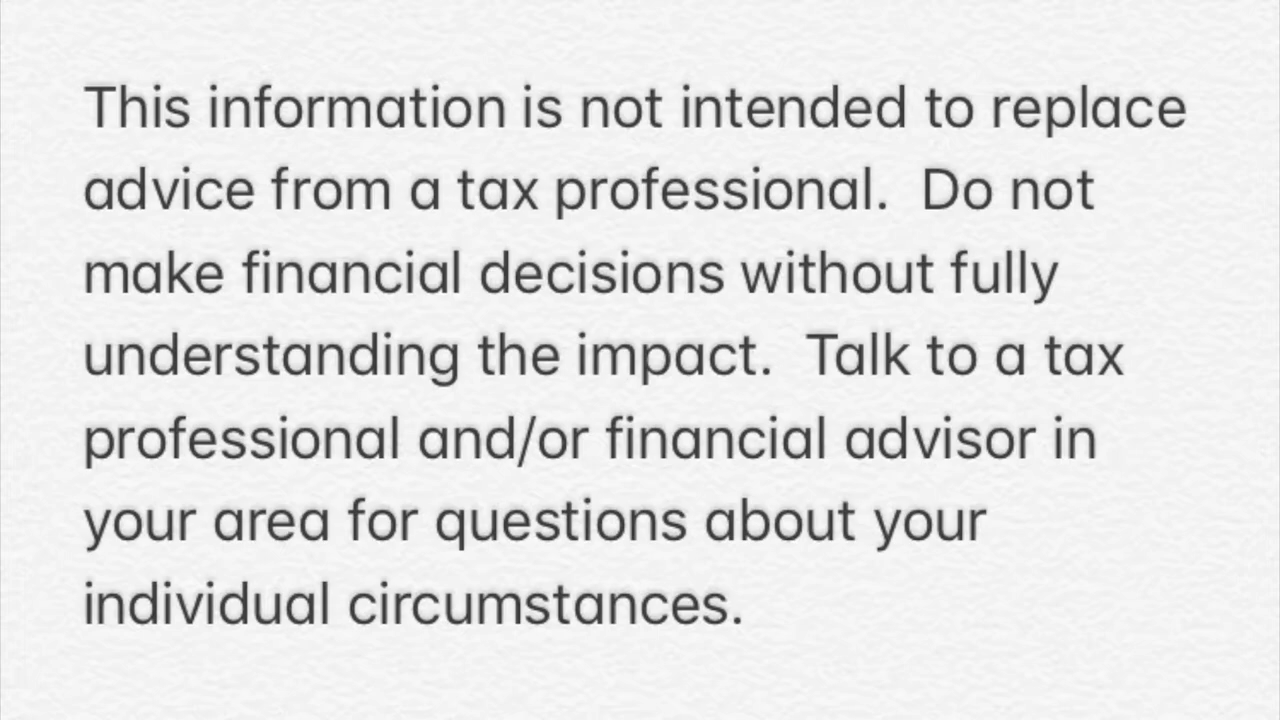 This information is not intended to replace
advice from a tax professional.  Do not
make financial decisions without fully
understanding the impact.  Talk to a tax
professional and/or financial advisor in
your area for questions about your
individual circumstances.